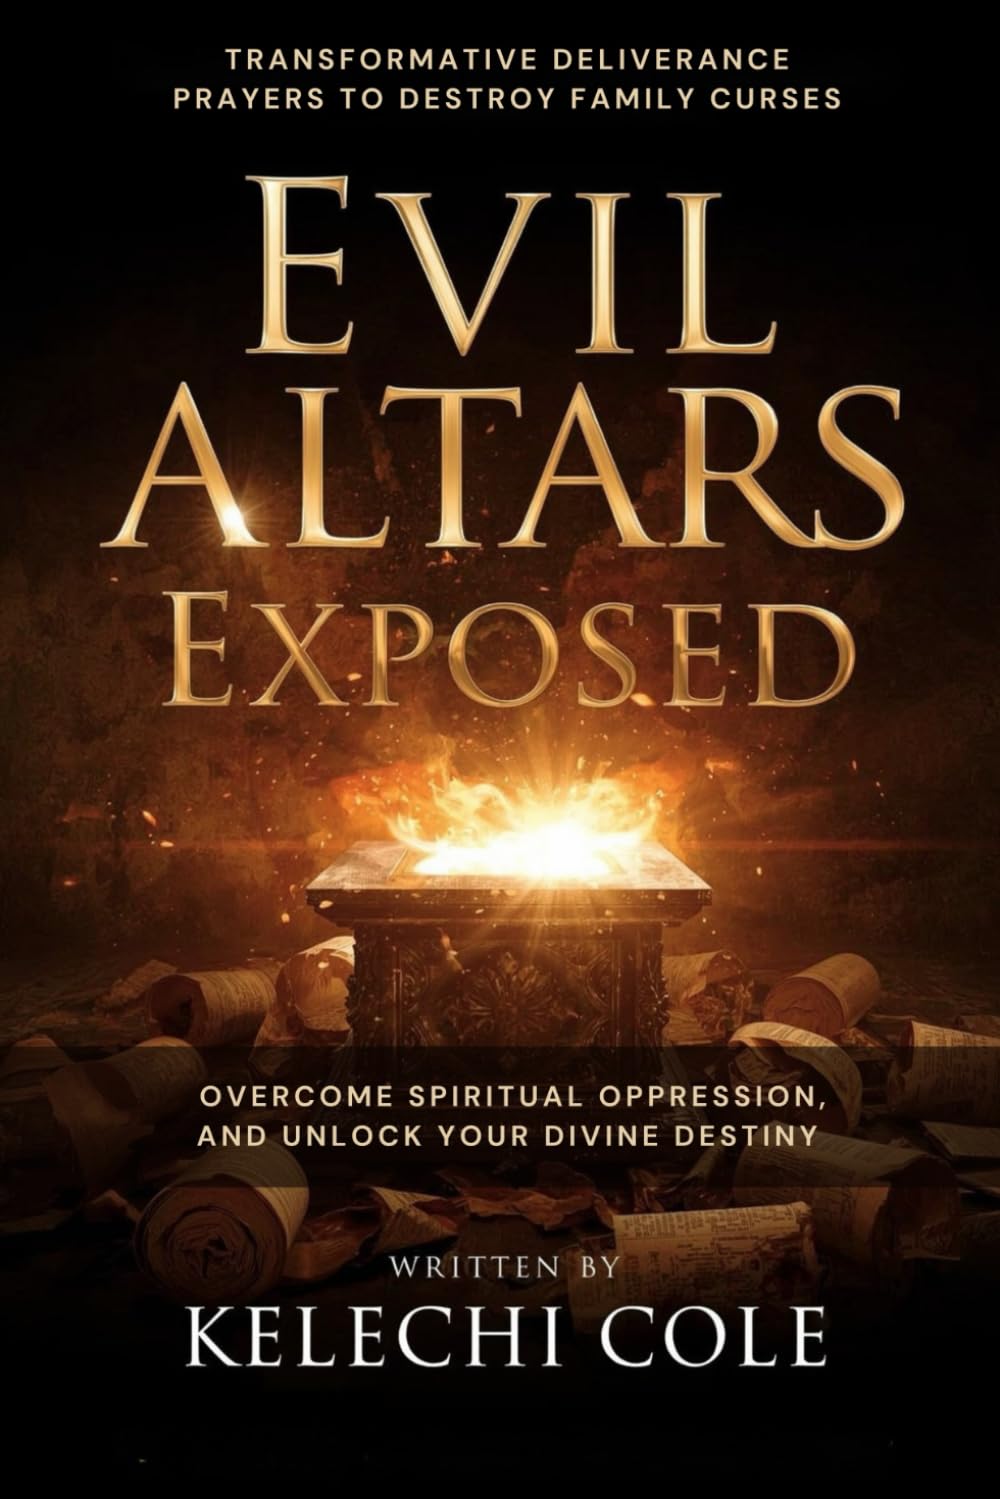 TRANSFORMATIVE DELIVERANCE
PRAYERS TO DESTROY FAMILY CURSES
EVIL
ALTARS
EXPOSED
OVERCOME SPIRITUAL OPPRESSION,
AND UNLOCK YOUR DIVINE DESTINY
WRITTEN BY
KELECHI COLE